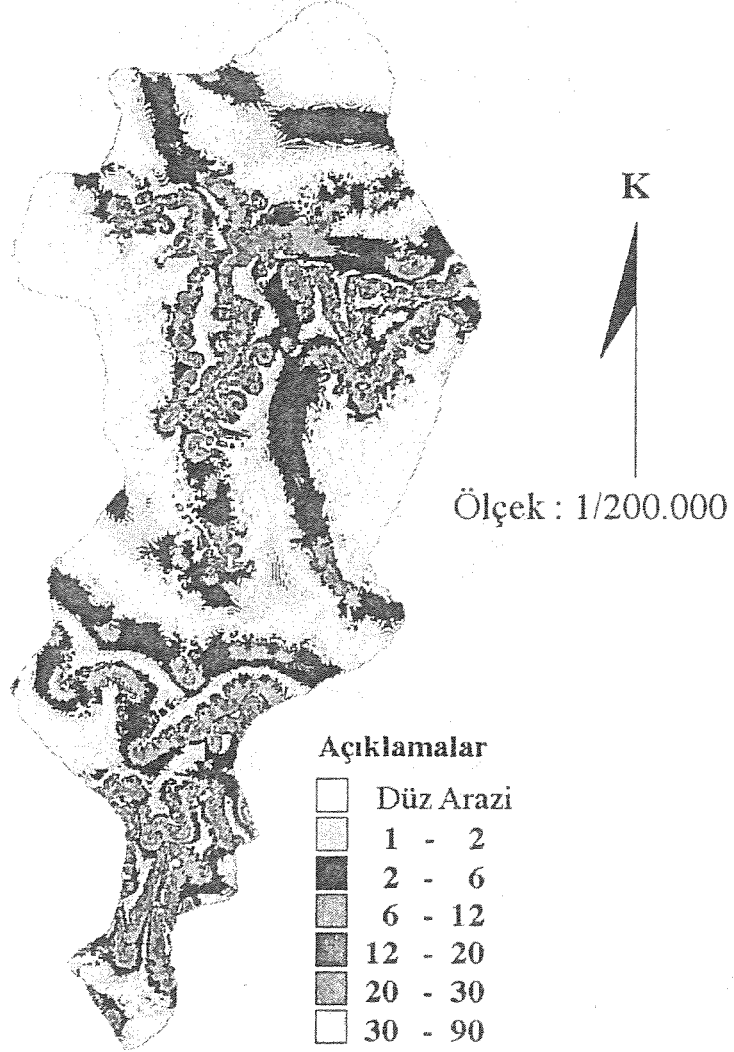 K
Ölçek : 1/200.000
Açıklamalar
Düz Arazi
1 - 2
2 - 6
6 - 12
12 - 20
20 - 30
30 - 90